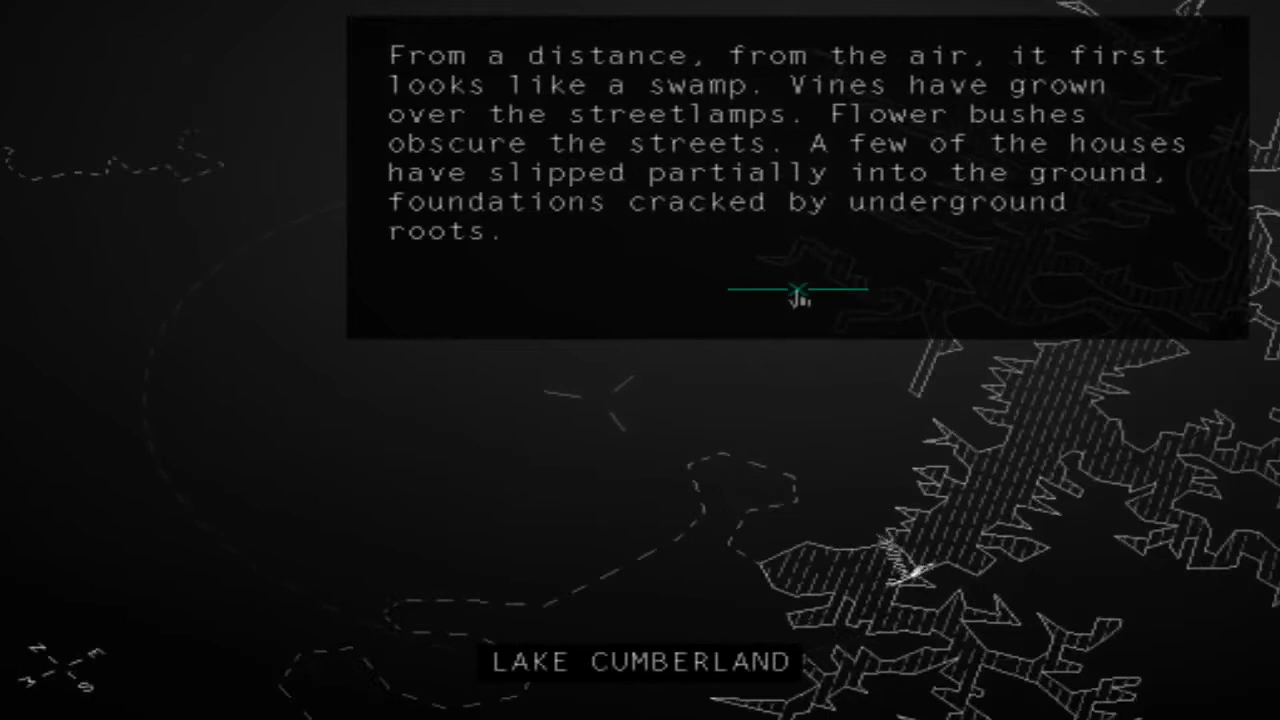 From a distance, from the air, it first
looks like a swamp. Vines have grown
over the streetlamps. Flower bushes
obscure the streets. A few of the houses
have slipped partially into the ground,
foundations cracked by underground
roots.
LAKE CUMBERLAND
N
E
W
S